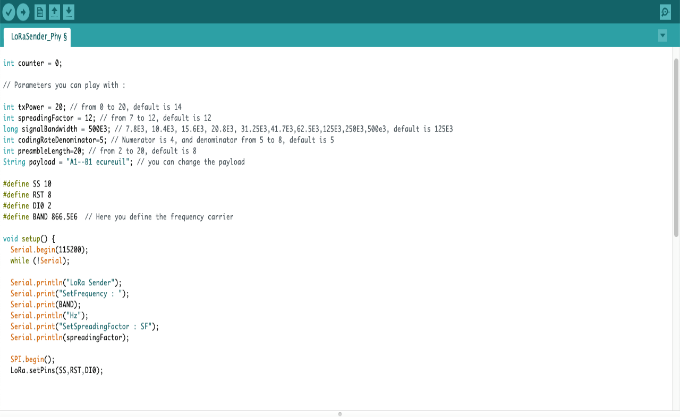 LoRaSender_Phy §
int counter = 0;
// Parameters you can play with :
int txPower = 20; // from 0 to 20, default is 14
int spreadingFactor = 12; // from 7 to 12, default is 12
long signalBandwidth = 500E3; // 7.8E3, 10.4E3, 15.6E3, 20.8E3, 31.25E3,41.7E3,62.5E3,125E3,250E3,500e3, default is 125E3
int codingRateDenominator=5; // Numerator is 4, and denominator from 5 to 8, default is 5
int preambleLength=20; // from 2 to 20, default is 8
String payload = "A1--B1 ecureuil"; // you can change the payload
#define SS 10
#define RST 8
#define DI0 2
#define BAND 866.5E6  // Here you define the frequency carrier
void setup() {
Serial.begin(115200);
while (!Serial);
Serial.println("LoRa Sender");
Serial.print("SetFrequency : ");
Serial.print(BAND);
Serial.println("Hz");
Serial.print("SetSpreadingFactor : SF");
Serial.println(spreadingFactor);
SPI.begin();
LoRa.setPins(SS,RST,DI0);